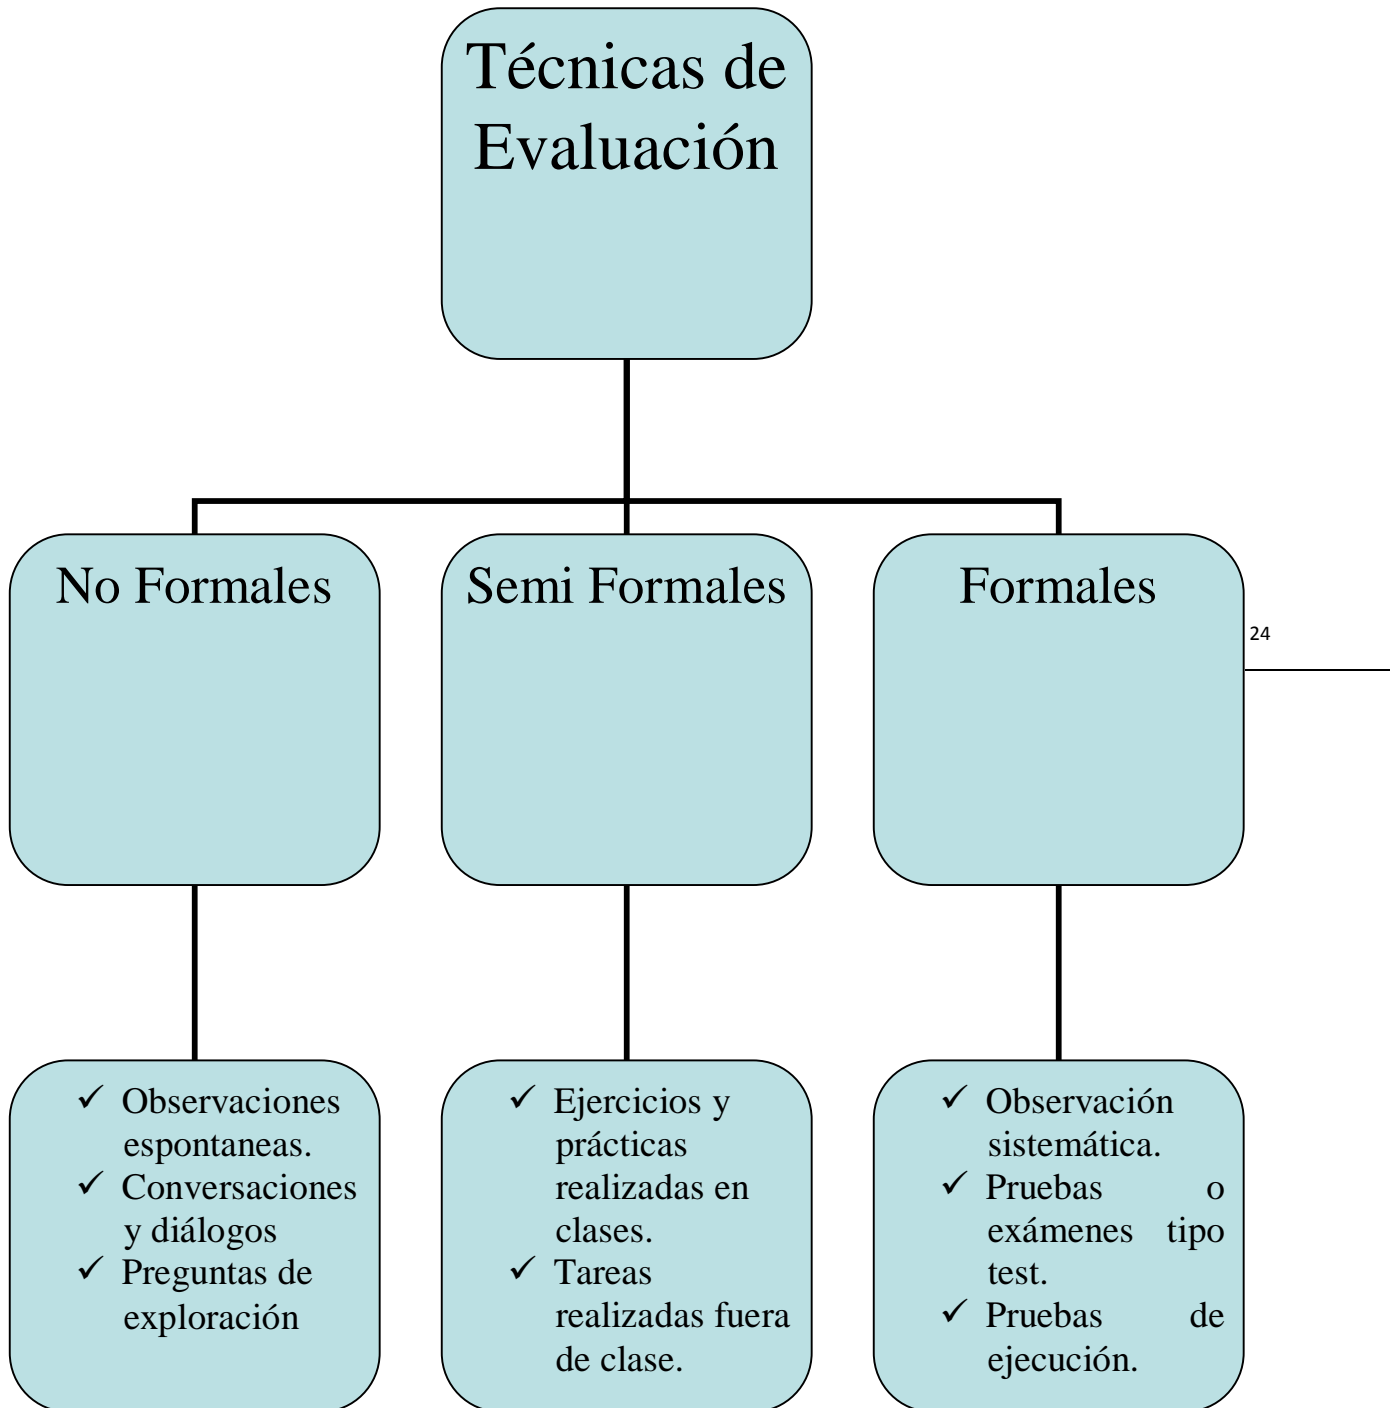 Técnicas de
Evaluación
No Formales
Semi Formales
Formales
24
✓ Observaciones
espontaneas.
✓ Conversaciones
y diálogos
✓ Preguntas de
exploración
✓ Ejercicios y
prácticas
realizadas en
clases.
✓ Tareas
realizadas fuera
de clase.
✓ Observación
sistemática.
✓ Pruebas o
exámenes tipo
test.
✓ Pruebas de
ejecución.